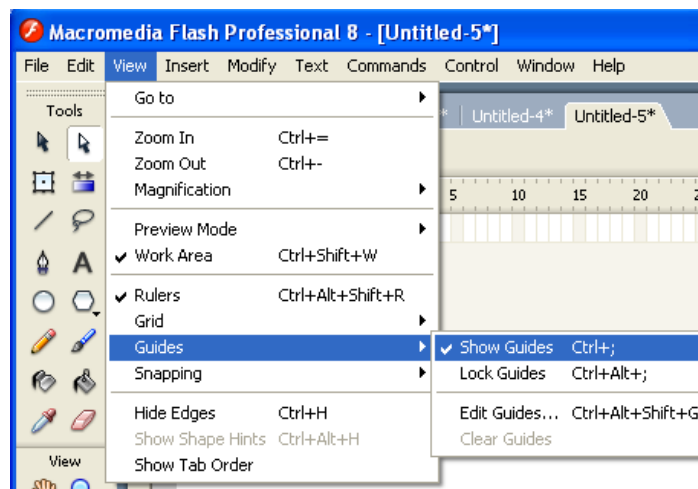 Macromedia Flash Professional 8 - [Untitled-5*]
File Edit View Insert Modify Text Commands Control Window Help
Tools
Go to
* Untitled-4* Untitled-5*
Zoom In Ctrl+=
Zoom Out Ctrl+-
Magnification
5 10 15 20
Preview Mode
Work Area Ctrl+Shift+W
Rulers Ctrl+Alt+Shift+R
Grid
Guides
Show Guides Ctrl+;
Snapping
Lock Guides Ctrl+Alt+;
Hide Edges Ctrl+H
Edit Guides... Ctrl+Alt+Shift+G
Show Shape Hints Ctrl+Alt+H
Clear Guides
View
Show Tab Order